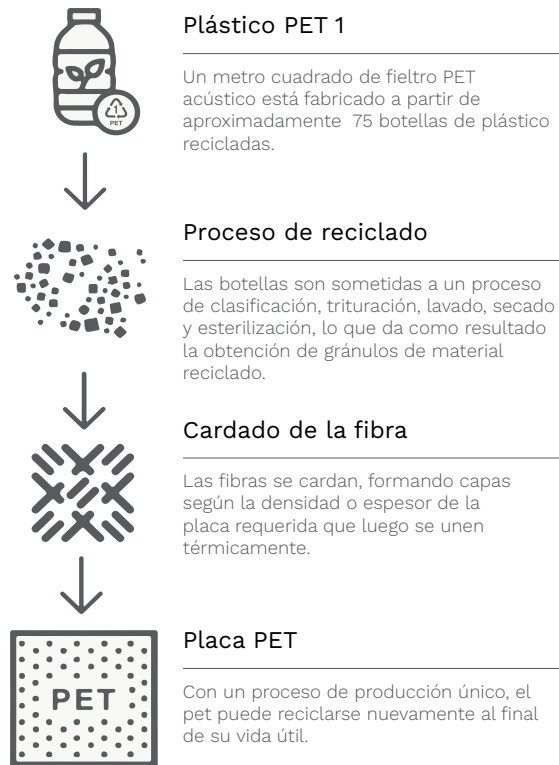 Plástico PET 1
Un metro cuadrado de fieltro PET
acústico está fabricado a partir de
aproximadamente 75 botellas de plástico
recicladas.
1
PET
Proceso de reciclado
Las botellas son sometidas a un proceso
de clasificación, trituración, lavado, secado
y esterilización, lo que da como resultado
la obtención de gránulos de material
reciclado.
Cardado de la fibra
Las fibras se cardan, formando capas
según la densidad o espesor de la
placa requerida que luego se unen
térmicamente.
PET
Placa PET
Con un proceso de producción único, el
pet puede reciclarse nuevamente al final
de su vida útil.